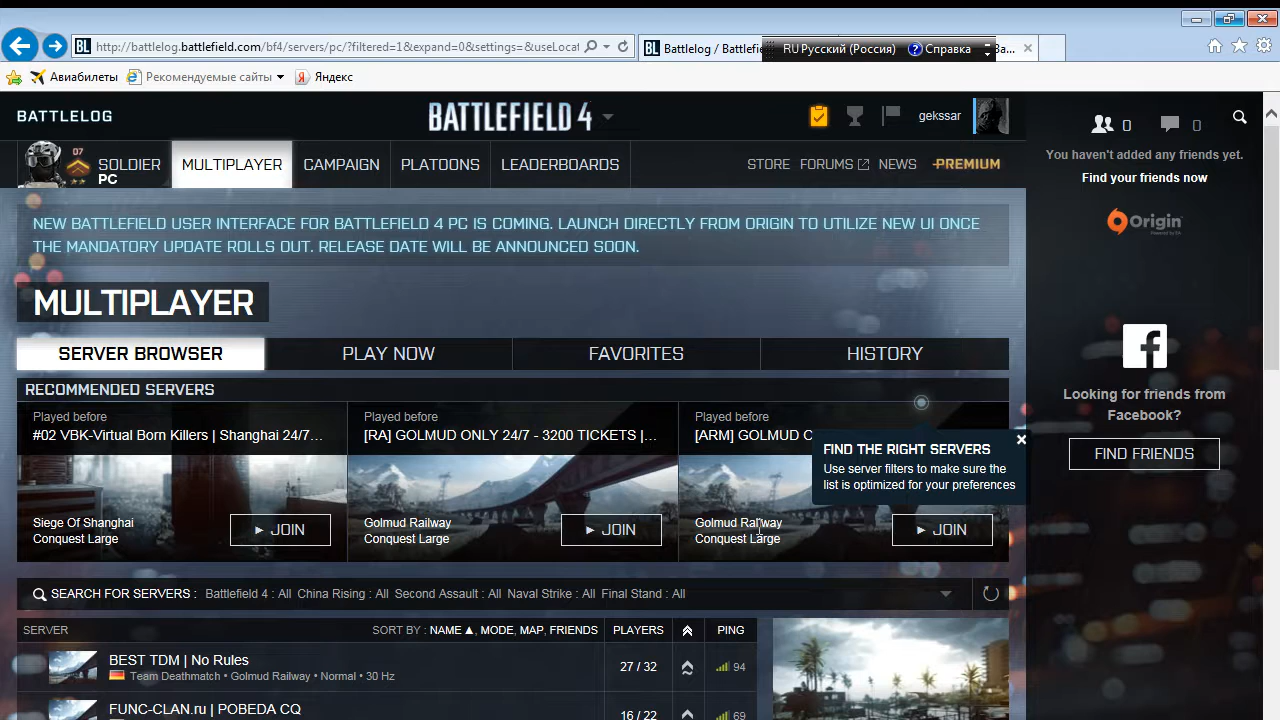 http://battlelog.battlefield.com/bf4/servers/pc/?filtered=1&expand=0&settings=&useLocat
Battlelog / Battlefie
RU Русский (Россия)
Справка
Ba...
Авиабилеты
Рекомендуемые сайты
Яндекс
BATTLELOG
BATTLEFIELD 4
gekssar
0
0
07
SOLDIER
PC
MULTIPLAYER
CAMPAIGN
PLATOONS
LEADERBOARDS
STORE
FORUMS
NEWS
PREMIUM
You haven't added any friends yet.
Find your friends now
Origin
NEW BATTLEFIELD USER INTERFACE FOR BATTLEFIELD 4 PC IS COMING. LAUNCH DIRECTLY FROM ORIGIN TO UTILIZE NEW UI ONCE
THE MANDATORY UPDATE ROLLS OUT. RELEASE DATE WILL BE ANNOUNCED SOON.
MULTIPLAYER
SERVER BROWSER
PLAY NOW
FAVORITES
HISTORY
RECOMMENDED SERVERS
Played before
#02 VBK-Virtual Born Killers | Shanghai 24/7...
Siege Of Shanghai
Conquest Large
JOIN
Played before
[RA] GOLMUD ONLY 24/7 - 3200 TICKETS |...
Golmud Railway
Conquest Large
JOIN
Played before
[ARM] GOLMUD
Golmud Railway
Conquest Large
JOIN
FIND THE RIGHT SERVERS
Use server filters to make sure the
list is optimized for your preferences
Looking for friends from
Facebook?
FIND FRIENDS
SEARCH FOR SERVERS : Battlefield 4 : All China Rising : All Second Assault : All Naval Strike : All Final Stand : All
SERVER
SORT BY : NAME ▲, MODE, MAP, FRIENDS
PLAYERS
PING
BEST TDM | No Rules
Team Deathmatch • Golmud Railway • Normal • 30 Hz
27 / 32
94
FUNC-CLAN.ru | POBEDA CQ
16 / 22
69